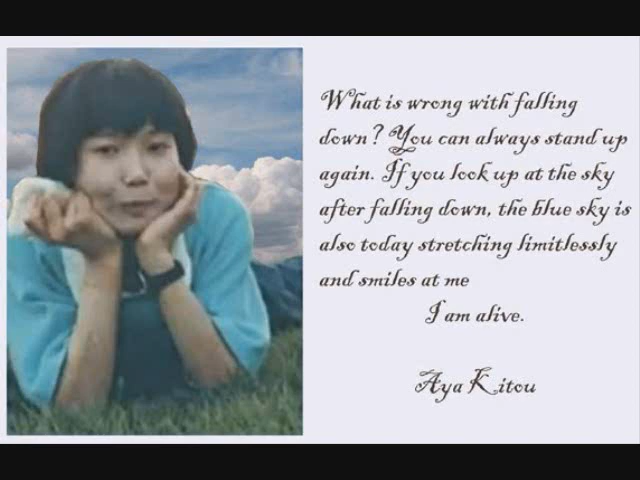 What is wrong with falling
down? You can always stand up
again. If you look up at the sky
after falling down, the blue sky is
also today stretching limitlessly
and smiles at me
I am alive.
Aya Kitou